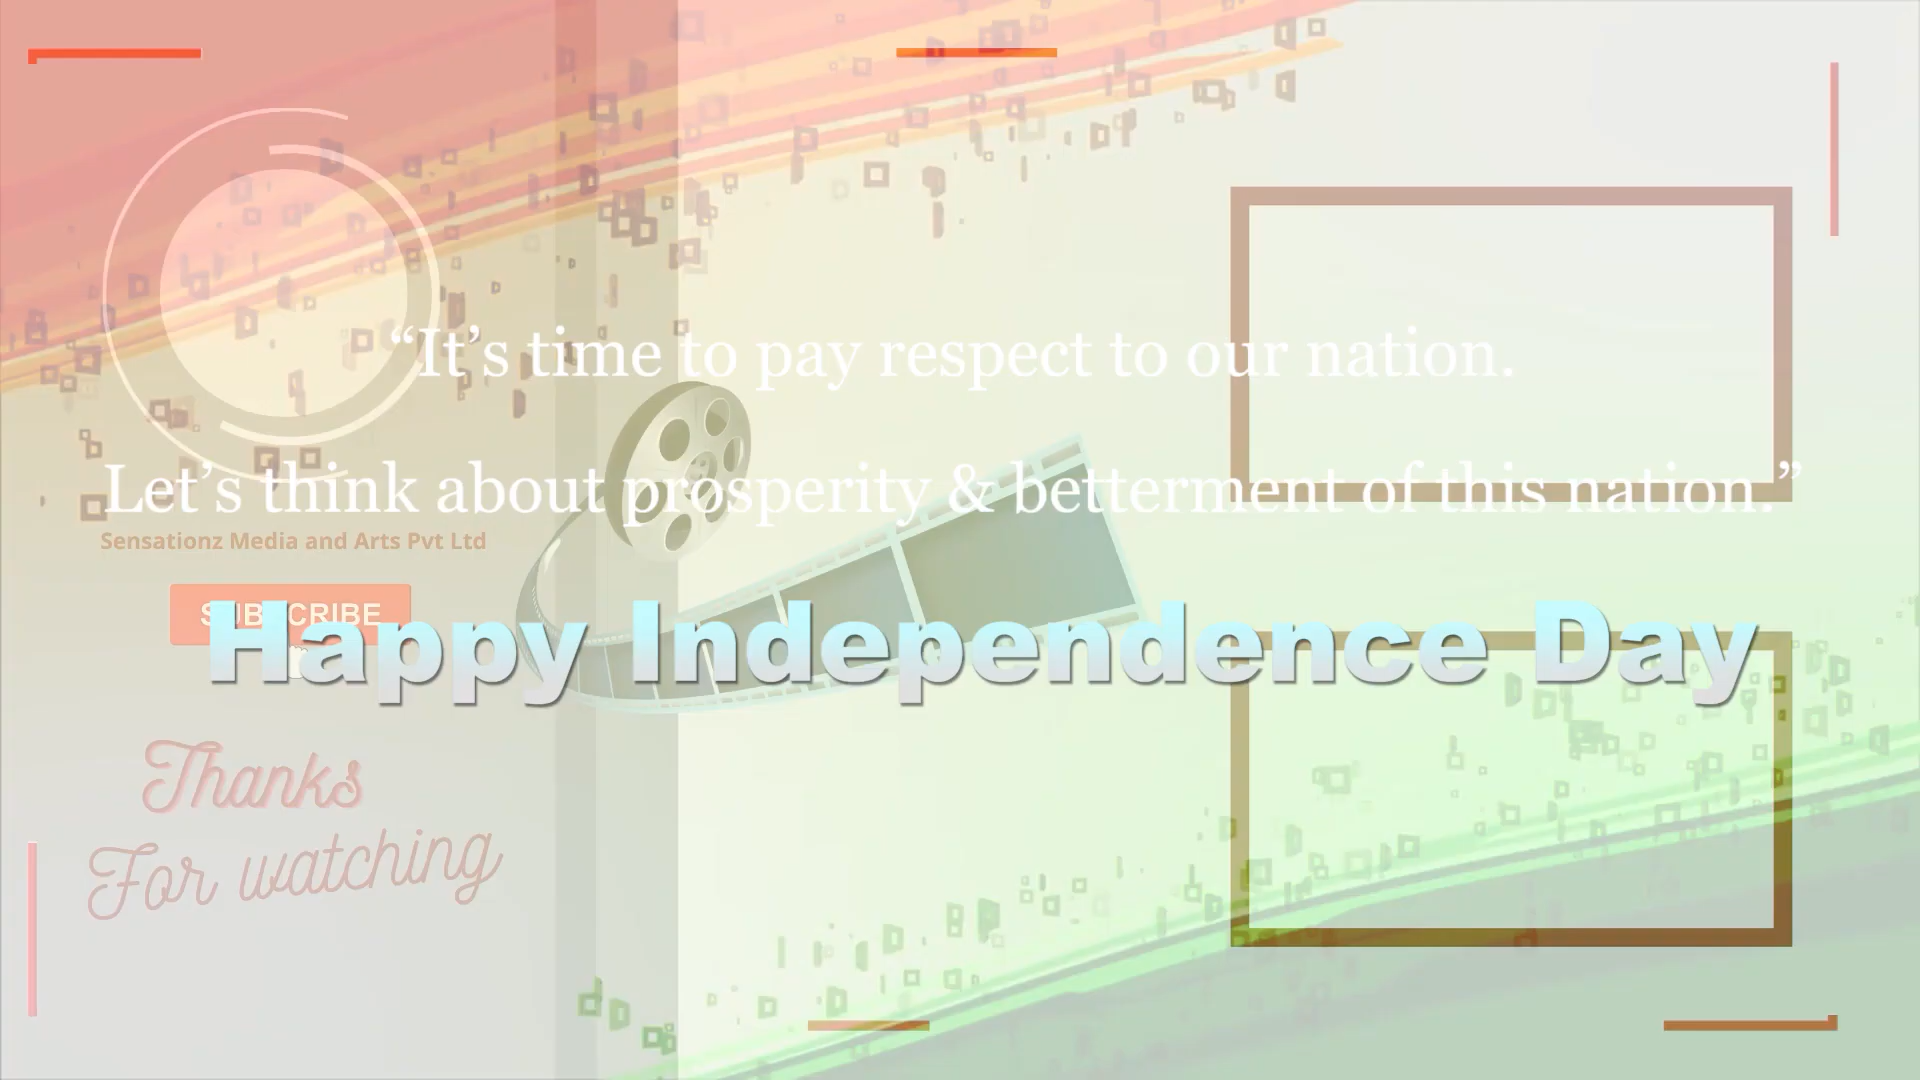 “It’s time to pay respect to our nation.
Let’s think about prosperity & betterment of this nation.”
Sensationz Media and Arts Pvt Ltd
SUBSCRIBE
Happy Independence Day
Thanks
For watching